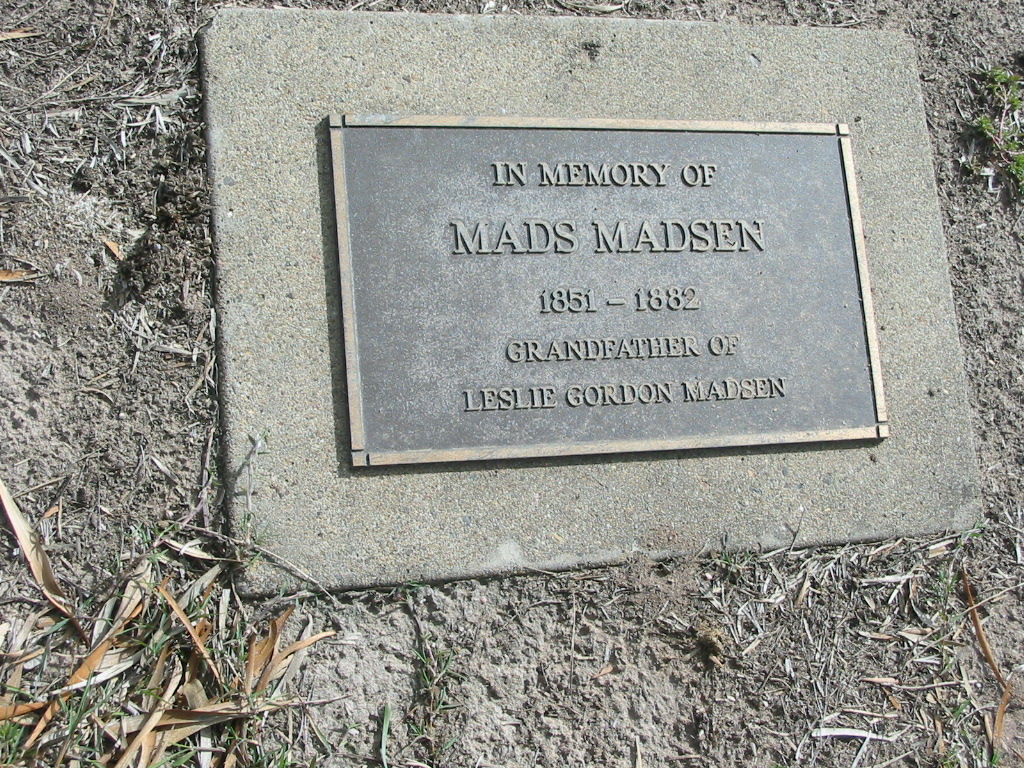 IN MEMORY OF
MADS MADSEN
1851 – 1882
GRANDFATHER OF
LESLIE GORDON MADSEN